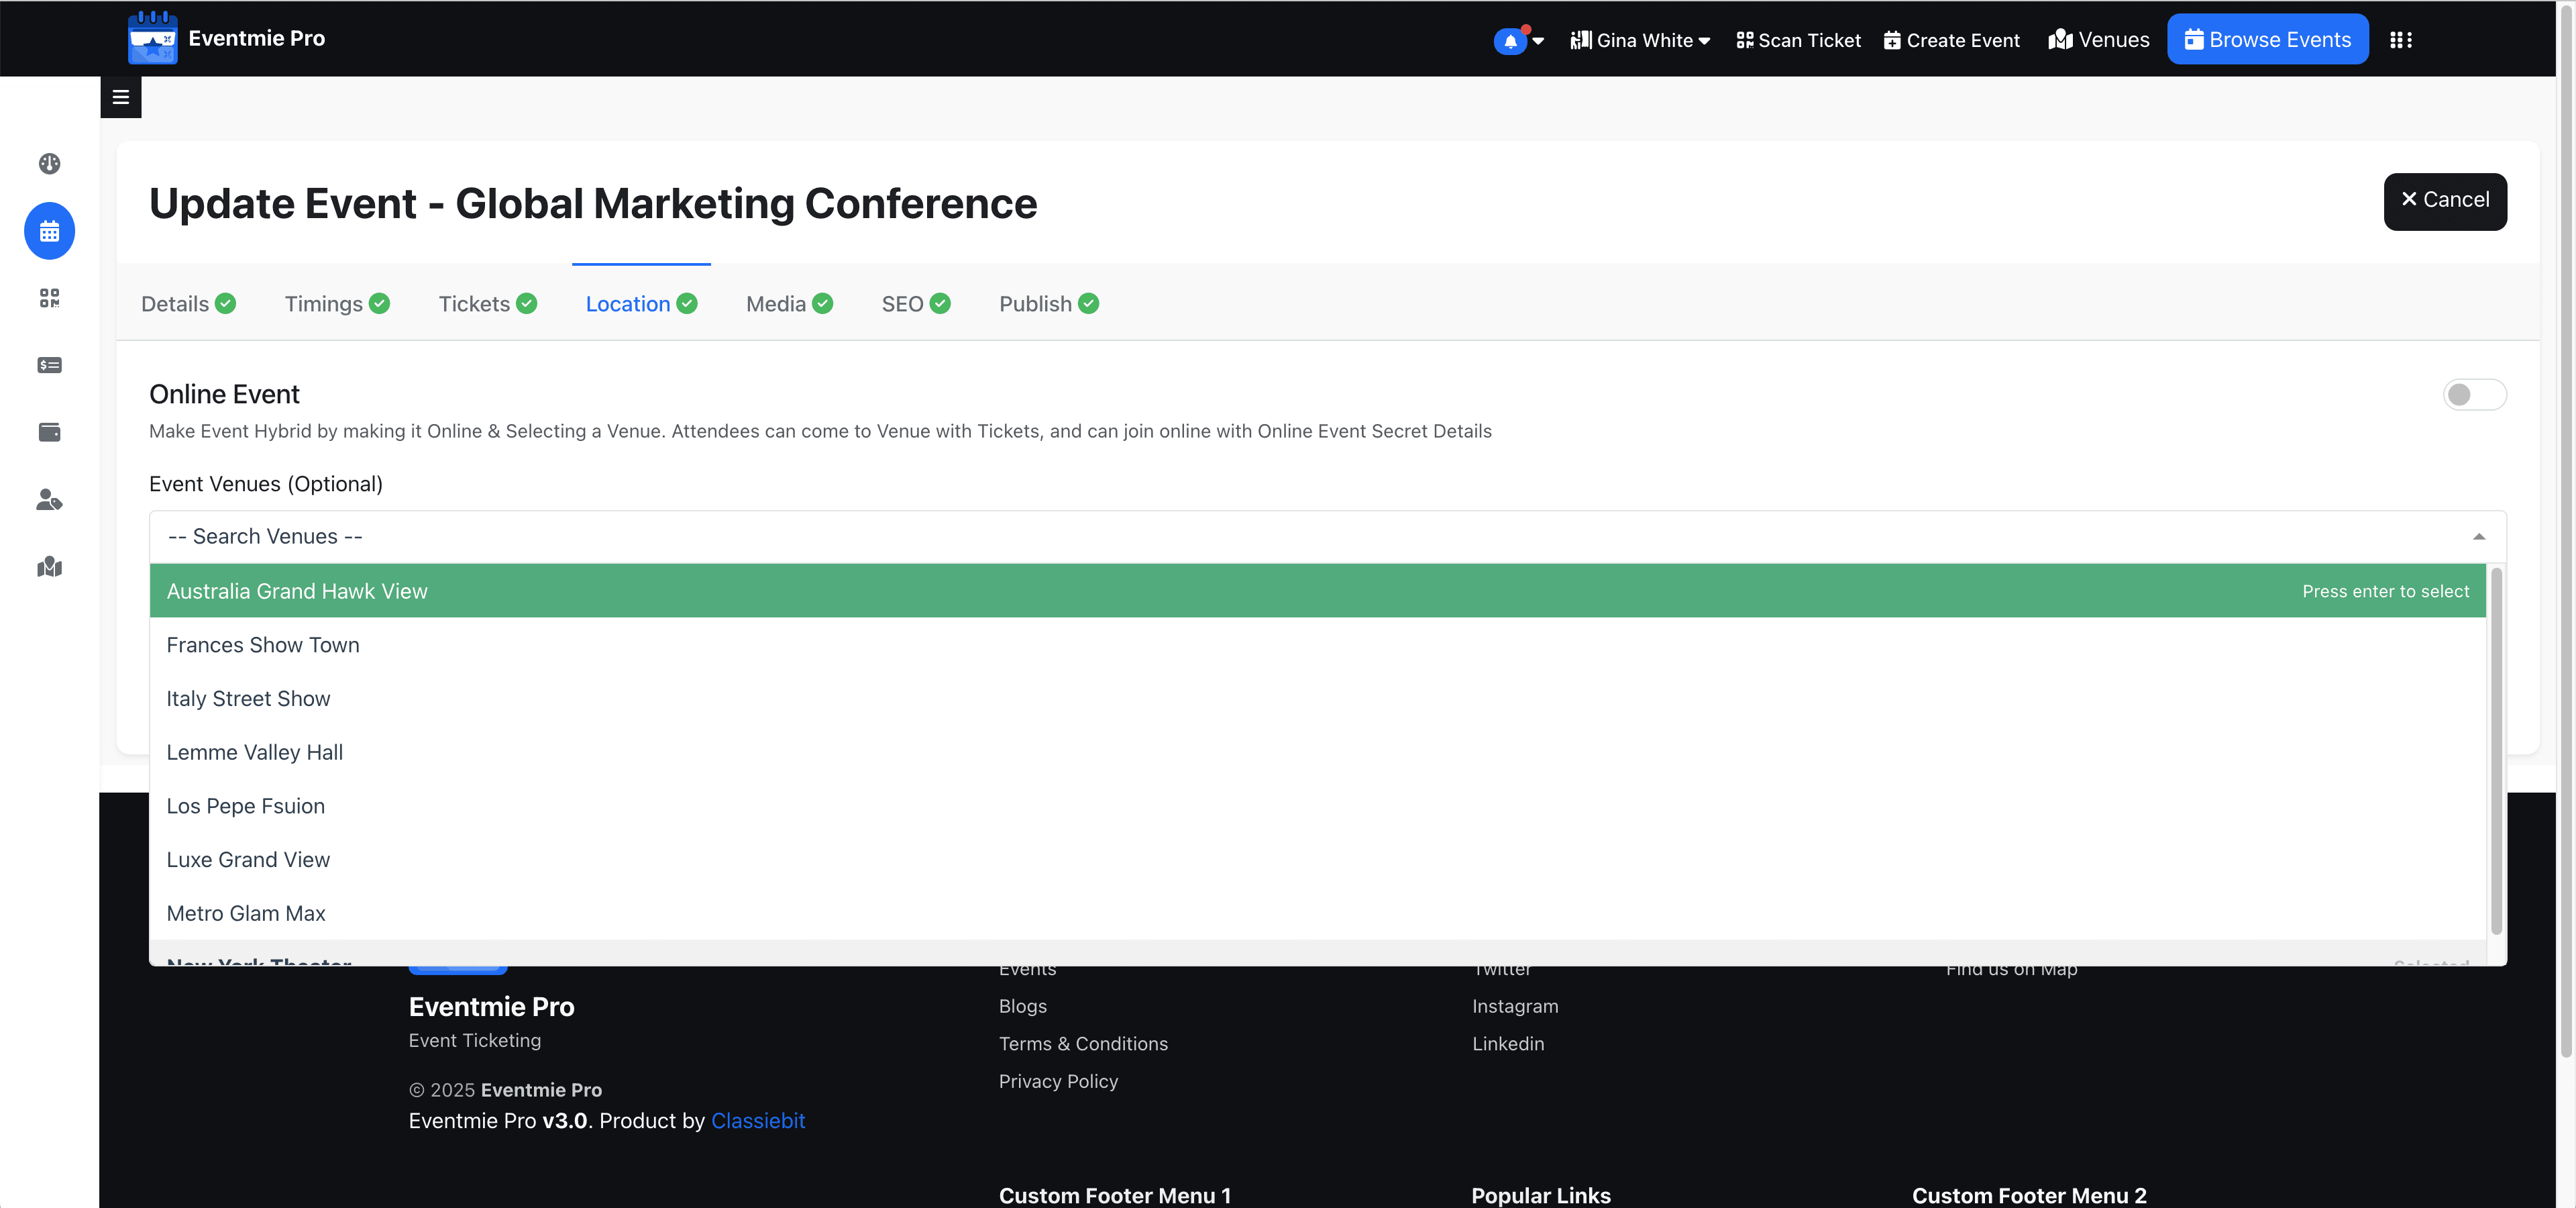 Eventmie Pro
Gina White
Scan Ticket
Create Event
Venues
Browse Events
Update Event - Global Marketing Conference
Cancel
Details
Timings
Tickets
Location
Media
SEO
Publish
Online Event
Make Event Hybrid by making it Online & Selecting a Venue. Attendees can come to Venue with Tickets, and can join online with Online Event Secret Details
Event Venues (Optional)
-- Search Venues --
Australia Grand Hawk View
Press enter to select
Frances Show Town
Italy Street Show
Lemme Valley Hall
Los Pepe Fsuion
Luxe Grand View
Metro Glam Max
New York Theater
Selected
Events
Twitter
Find us on Map
Eventmie Pro
Blogs
Instagram
Event Ticketing
Terms & Conditions
Linkedin
Privacy Policy
© 2025 Eventmie Pro
Eventmie Pro v3.0. Product by Classiebit
Custom Footer Menu 1
Popular Links
Custom Footer Menu 2